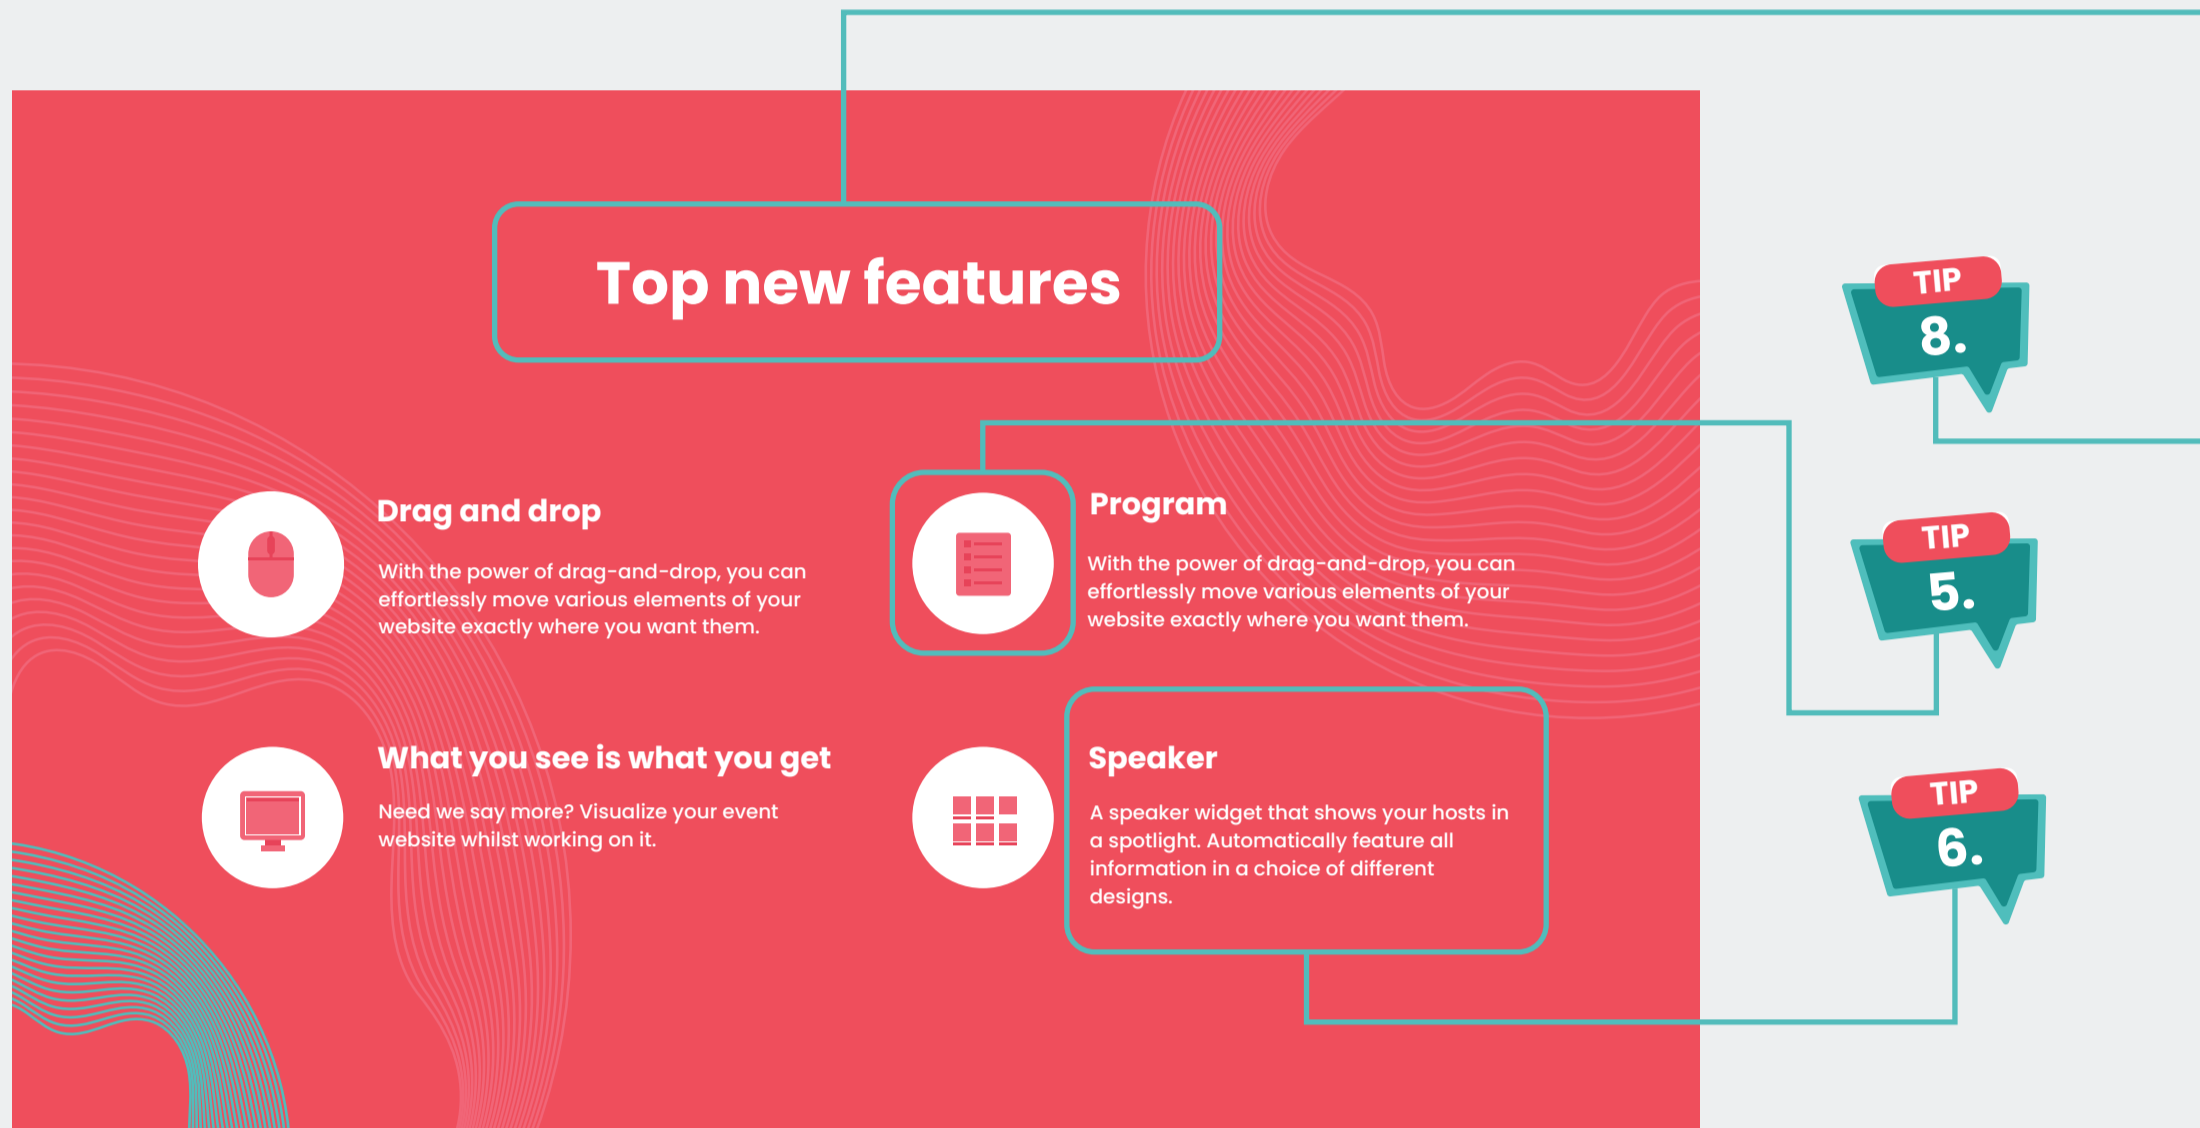 Top new features
Drag and drop
With the power of drag-and-drop, you can
effortlessly move various elements of your
website exactly where you want them.
Program
With the power of drag-and-drop, you can
effortlessly move various elements of your
website exactly where you want them.
What you see is what you get
Need we say more? Visualize your event
website whilst working on it.
Speaker
A speaker widget that shows your hosts in
a spotlight. Automatically feature all
information in a choice of different
designs.
TIP
8.
TIP
5.
TIP
6.